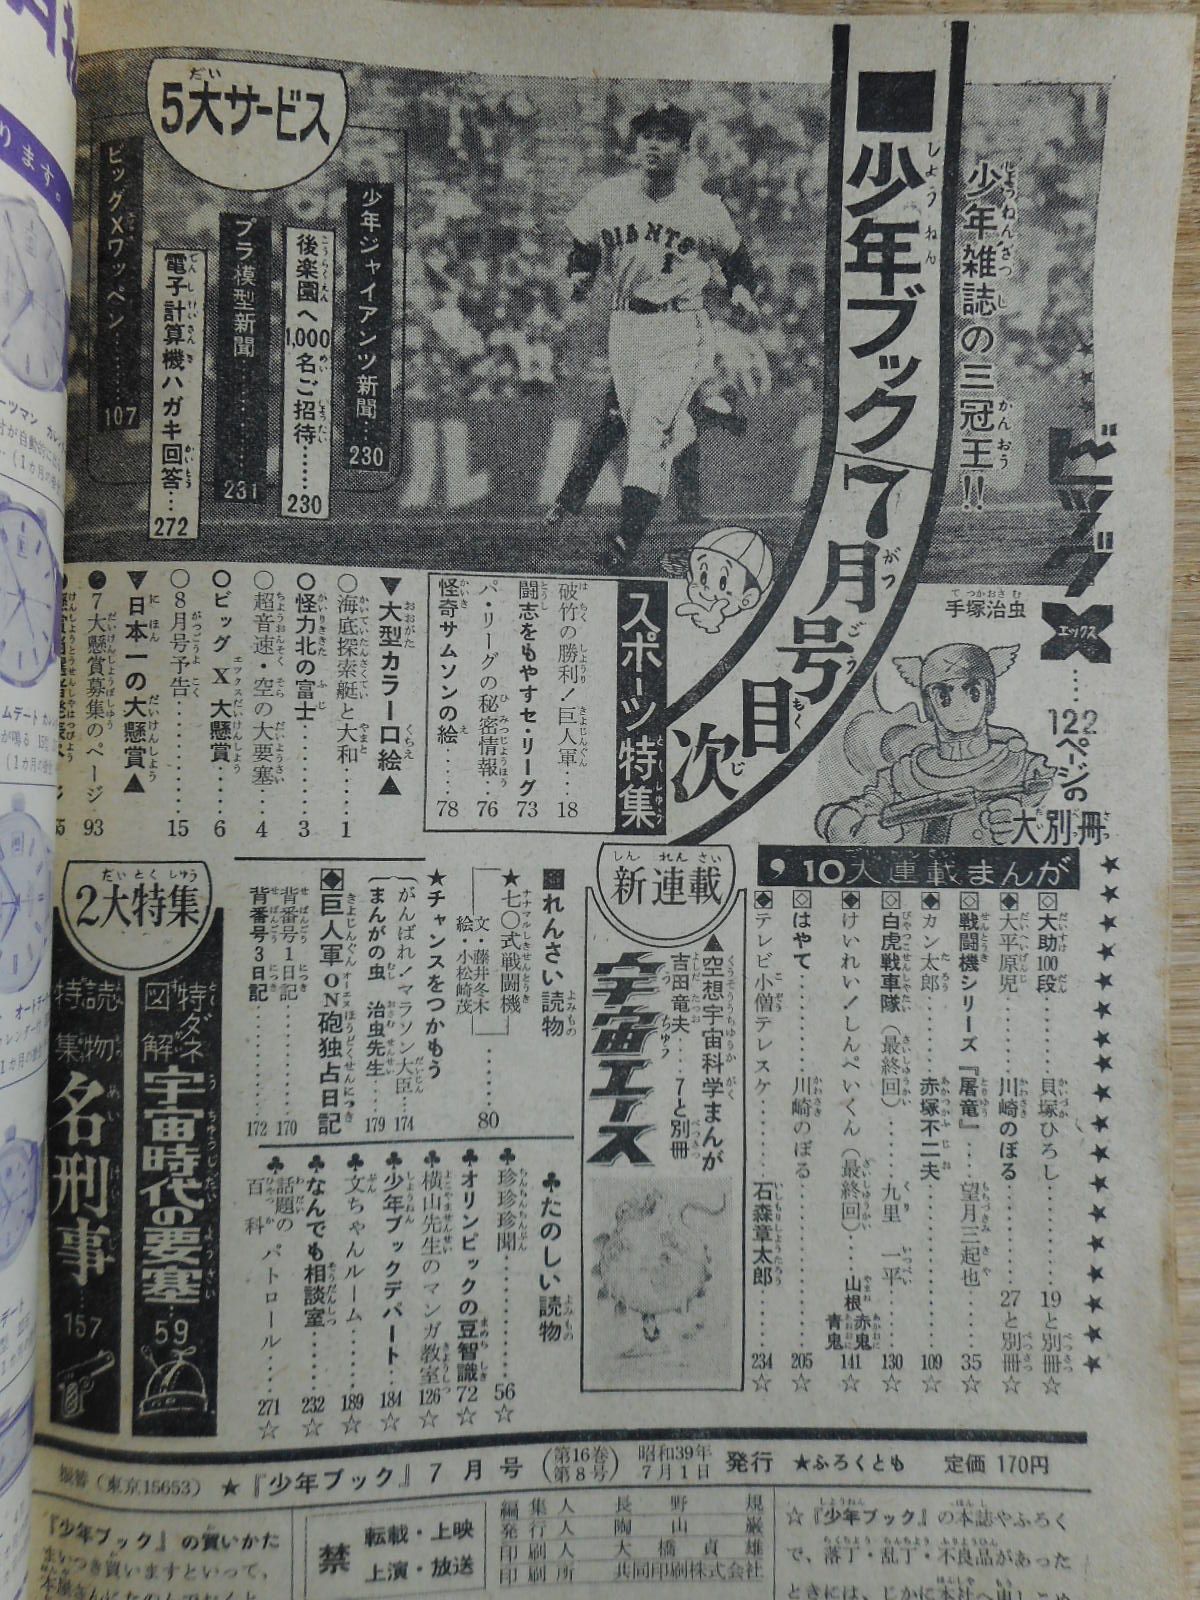 少年雑誌の三冠王!!
■少年ブック7月号目次
ビッグX
エックス
手塚治虫
……122ページの大別冊
5大サービス
少年ジャイアンツ新聞…230
後楽園へ1,000名ご招待……230
プラ模型新聞……231
電子計算機ハガキ回答…272
ビッグXワッペン……107
スポーツ特集
破竹の勝利!巨人軍……18
闘志をもやすセ・リーグ 73
パ・リーグの秘密情報…76
怪奇サムソンの絵……78
▼大型カラー口絵▲
○海底探索艇と大和……1
○怪力北の富士……3
○超音速・空の大要塞…4
○ビッグX大懸賞……6
○8月号予告……15
▼日本一の大懸賞▲
●7大懸賞募集のページ 93
10大連載まんが
◇大助100段……貝塚ひろし……19と別冊☆
◆大平原児……川崎のぼる……27と別冊☆
◇戦闘機シリーズ『屠竜』……望月三起也……35☆
◆カン太郎……赤塚不二夫……109☆
◇白虎戦車隊(最終回)……九里一平……130☆
◆けいれい!しんぺいくん(最終回)……山根赤鬼青鬼 141☆
◇はやて……川崎のぼる……205☆
◆テレビ小僧テレスケ……石森章太郎……234☆
新連載
▲空想宇宙科学まんが
吉田竜夫…7と別冊
宇宙エース
■れんさい読物
★七〇式戦闘機……80
文・藤井冬木
絵・小松崎茂
★チャンスをつかもう
がんばれ!マラソン大臣…174
まんがの虫 治虫先生……179
◆巨人軍ON砲独占日記
背番号1日記……170
背番号3日記……172
♣たのしい読物
♣珍珍珍聞……56☆
♣オリンピックの豆智識 72☆
♣横山先生のマンガ教室 126☆
♣少年ブックデパート…184☆
♣文ちゃんルーム……189☆
♣なんでも相談室……232☆
♣話題の百科パトロール……271☆
2大特集
特ダネ図解 宇宙時代の要塞…59
特集読物 名刑事…157
振替(東京15653)★『少年ブック』7月号(第16巻第8号)昭和39年7月1日発行 ★ふろくとも 定価170円
『少年ブック』の買いかた
まいつき買いますといって、
禁 転載・上映
上演・放送
編集人 長野規
発行人 陶山巌
印刷人 大橋貞雄
印刷所 共同印刷株式会社
☆『少年ブック』の本誌やふろく
で、落丁・乱丁・不良品があった